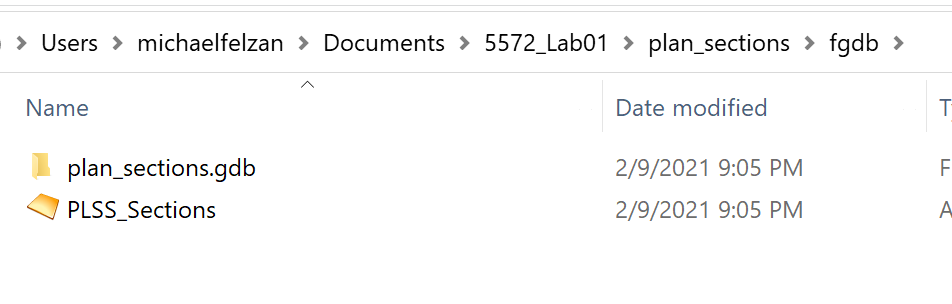 Users > michaelfelzan > Documents > 5572_Lab01 > plan_sections > fgdb >
Name Date modified
plan_sections.gdb 2/9/2021 9:05 PM F
PLSS_Sections 2/9/2021 9:05 PM A